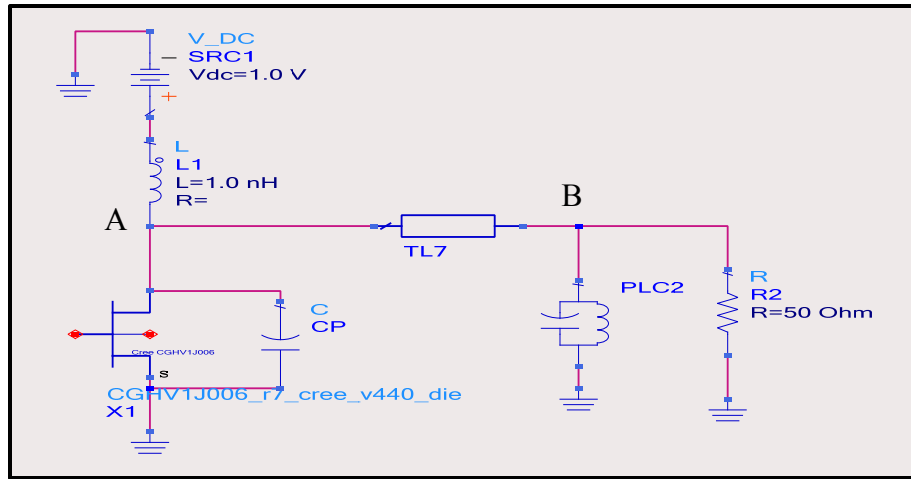 V_DC
SRC1
Vdc=1.0 V
L
L1
L=1.0 nH
R=
A
B
TL7
C
CP
Cree CGHV1J006
S
CGHV1J006_r7_cree_v440_die
X1
PLC2
R
R2
R=50 Ohm